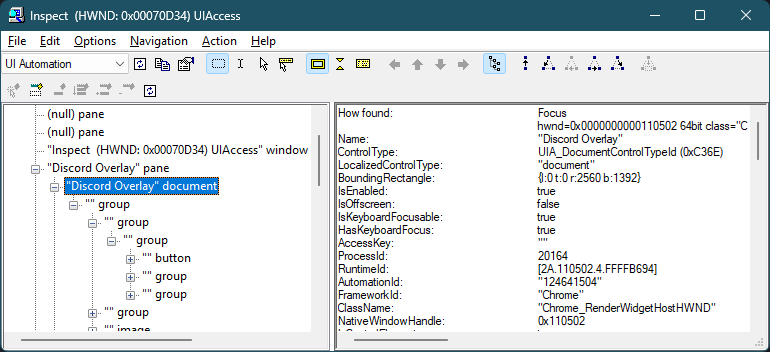 Inspect (HWND: 0x00070D34) UIAccess
File Edit Options Navigation Action Help
UI Automation
(null) pane
(null) pane
"Inspect (HWND: 0x00070D34) UIAccess" window
"Discord Overlay" pane
"Discord Overlay" document
"" group
"" group
"" group
"" button
"" group
"" group
"" group
"" image
How found: Focus
hwnd=0x0000000000110502 64bit class="C
Name: "Discord Overlay"
ControlType: UIA_DocumentControlTypeId (0xC36E)
LocalizedControlType: "document"
BoundingRectangle: {l:0 t:0 r:2560 b:1392}
IsEnabled: true
IsOffscreen: false
IsKeyboardFocusable: true
HasKeyboardFocus: true
AccessKey: ""
ProcessId: 20164
RuntimeId: [2A.110502.4.FFFFB694]
AutomationId: "124641504"
FrameworkId: "Chrome"
ClassName: "Chrome_RenderWidgetHostHWND"
NativeWindowHandle: 0x110502